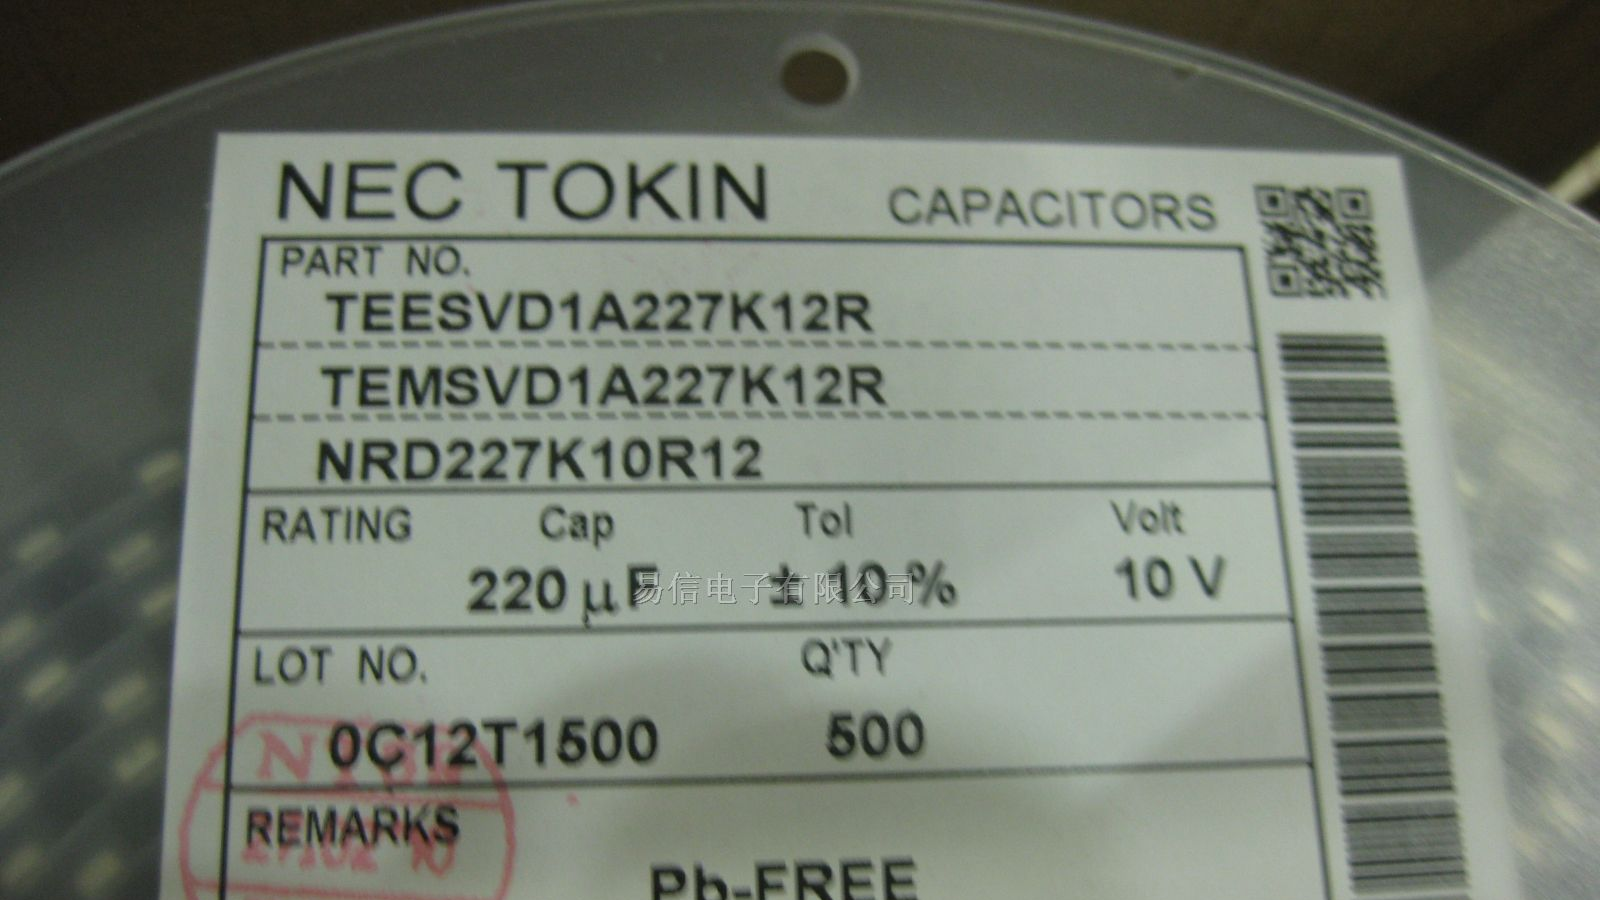 NEC TOKIN CAPACITORS
PART NO.
TEESVD1A227K12R
TEMSVD1A227K12R
NRD227K10R12
RATING Cap Tol Volt
220 μF ±10 % 10 V
易信电子有限公司
LOT NO. Q'TY
0C12T1500 500
REMARKS
Pb-FREE